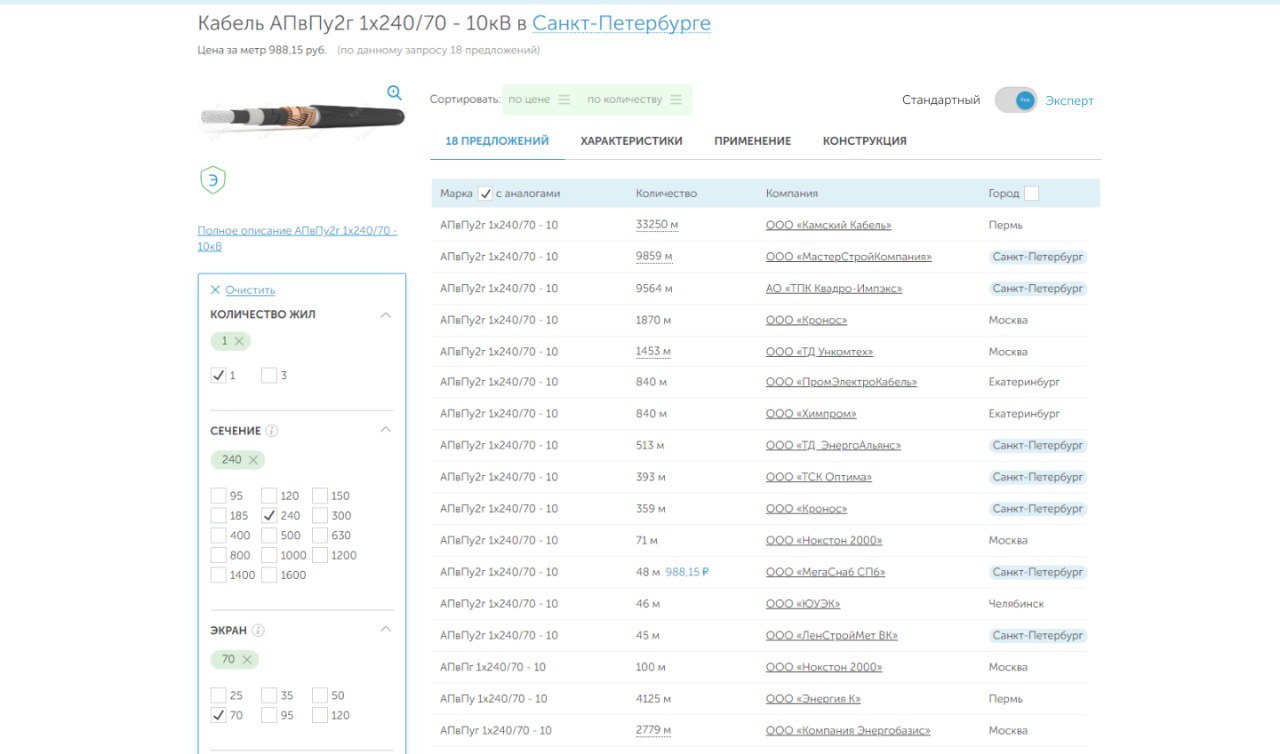 Кабель АПвПу2г 1х240/70 - 10кВ в Санкт-Петербурге
Цена за метр 988,15 руб. (по данному запросу 18 предложений)
Сортировать: по цене по количеству
Стандартный Эксперт
18 ПРЕДЛОЖЕНИЙ ХАРАКТЕРИСТИКИ ПРИМЕНЕНИЕ КОНСТРУКЦИЯ
Э
Полное описание АПвПу2г 1х240/70 -
10кВ
Очистить
КОЛИЧЕСТВО ЖИЛ
1
1 3
СЕЧЕНИЕ
240
95 120 150
185 240 300
400 500 630
800 1000 1200
1400 1600
ЭКРАН
70
25 35 50
70 95 120
Марка с аналогами Количество Компания Город
АПвПу2г 1х240/70 - 10 33250 м ООО «Камский Кабель» Пермь
АПвПу2г 1х240/70 - 10 9859 м ООО «МастерСтройКомпания» Санкт-Петербург
АПвПу2г 1х240/70 - 10 9564 м АО «ТПК Квадро-Импэкс» Санкт-Петербург
АПвПу2г 1х240/70 - 10 1870 м ООО «Кронос» Москва
АПвПу2г 1х240/70 - 10 1453 м ООО «ТД Ункомтех» Москва
АПвПу2г 1х240/70 - 10 840 м ООО «ПромЭлектроКабель» Екатеринбург
АПвПу2г 1х240/70 - 10 840 м ООО «Химпром» Екатеринбург
АПвПу2г 1х240/70 - 10 513 м ООО «ТД ЭнергоАльянс» Санкт-Петербург
АПвПу2г 1х240/70 - 10 393 м ООО «ТСК Оптима» Санкт-Петербург
АПвПу2г 1х240/70 - 10 359 м ООО «Кронос» Санкт-Петербург
АПвПу2г 1х240/70 - 10 71 м ООО «Нокстон 2000» Москва
АПвПу2г 1х240/70 - 10 48 м 988,15 ₽ ООО «МегаСнаб СПб» Санкт-Петербург
АПвПу2г 1х240/70 - 10 46 м ООО «ЮУЭК» Челябинск
АПвПу2г 1х240/70 - 10 45 м ООО «ЛенСтройМет ВК» Санкт-Петербург
АПвПг 1х240/70 - 10 100 м ООО «Нокстон 2000» Москва
АПвПу 1х240/70 - 10 4125 м ООО «Энергия К» Пермь
АПвПуг 1х240/70 - 10 2779 м ООО «Компания Энергобазис» Москва